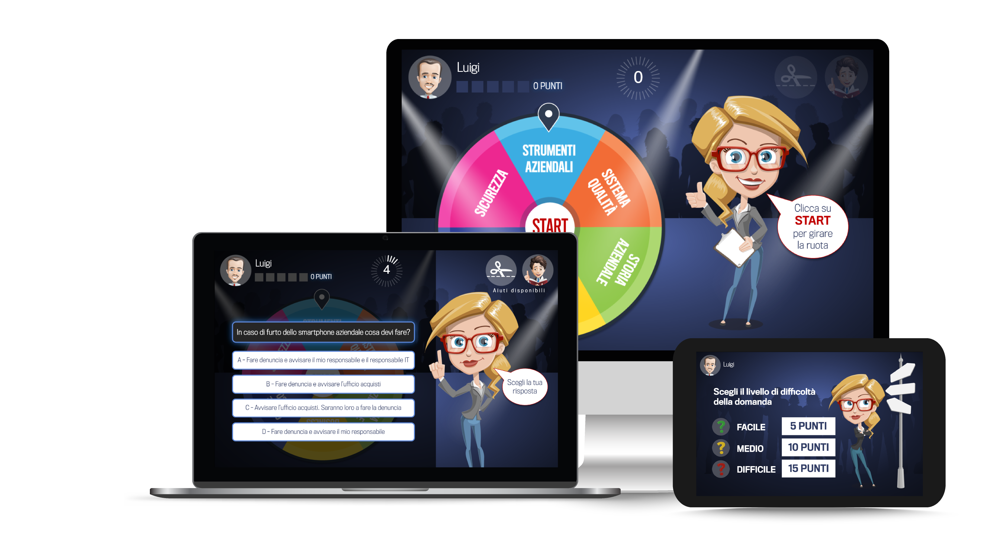 Luigi
0 PUNTI
0
STRUMENTI
AZIENDALI
SICUREZZA
SISTEMA
QUALITÀ
START
STORIA
AZIENDALE
Clicca su
START
per girare
la ruota
Luigi
0 PUNTI
4
Aiuti disponibili
In caso di furto dello smartphone aziendale cosa devi fare?
A - Fare denuncia e avvisare il mio responsabile e il responsabile IT
B - Fare denuncia e avvisare l'ufficio acquisti
C - Avvisare l'ufficio acquisti. Saranno loro a fare la denuncia
D - Fare denuncia e avvisare il mio responsabile
BUSINESS
Scegli la tua
risposta
Luigi
Scegli il livello di difficoltà
della domanda
? FACILE 5 PUNTI
? MEDIO 10 PUNTI
? DIFFICILE 15 PUNTI